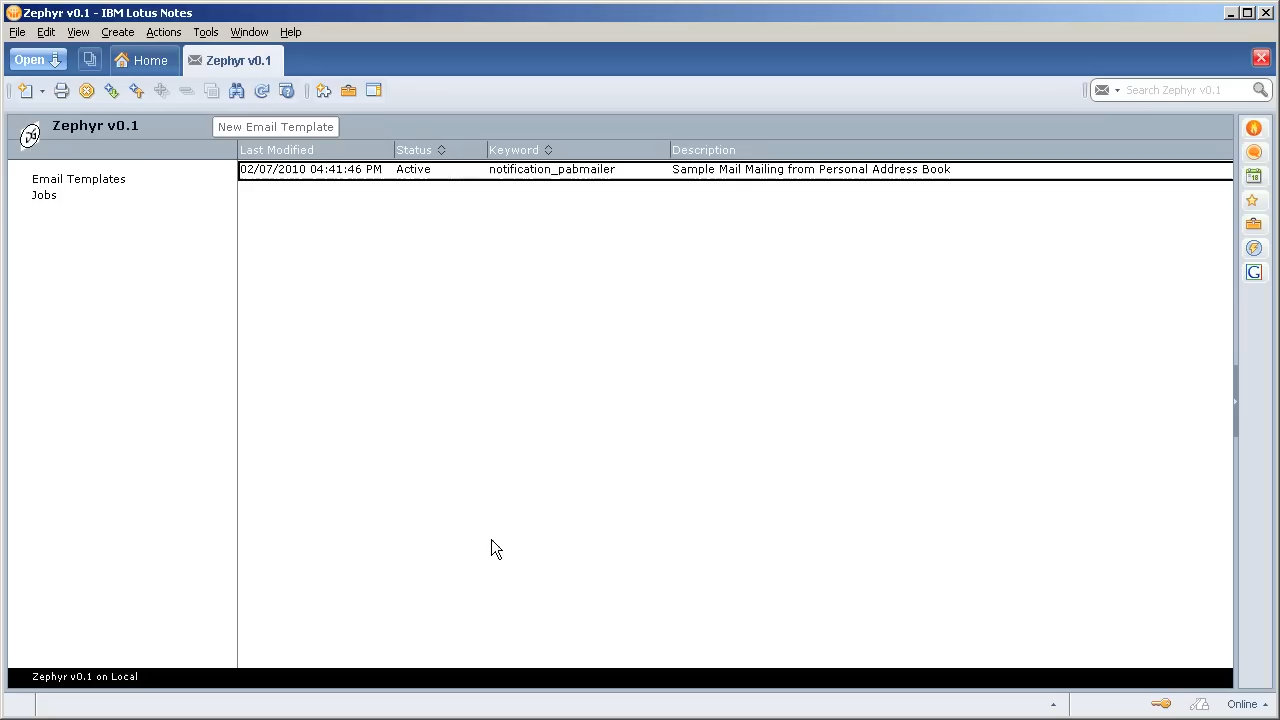 Zephyr v0.1 - IBM Lotus Notes
File Edit View Create Actions Tools Window Help
Open Home Zephyr v0.1
Search Zephyr v0.1
Zephyr v0.1 New Email Template
Last Modified Status Keyword Description
02/07/2010 04:41:46 PM Active notification_pabmailer Sample Mail Mailing from Personal Address Book
Email Templates
Jobs
G
Zephyr v0.1 on Local
Online